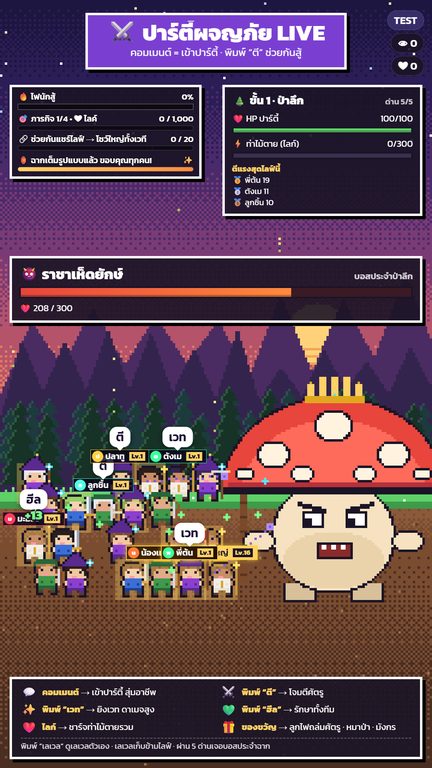 ⚔️ ปาร์ตี้ผจญภัย LIVE
คอมเมนต์ = เข้าปาร์ตี้ · พิมพ์ “ตี” ช่วยกันสู้
TEST
👁 0
♥ 0
🔥 ไฟนักสู้ 0%
🎯 ภารกิจ 1/4 · ♥ ไลค์ 0 / 1,000
🔗 ช่วยกันแชร์ไลฟ์ → โชว์ใหญ่ทั้งเวที 0 / 20
🏮 ฉากเต็มรูปแบบแล้ว ขอบคุณทุกคน! ✨
🌲 ชั้น 1 · ป่าลึก ด่าน 5/5
HP ปาร์ตี้ 100/100
⚡ ท่าไม้ตาย (ไลค์) 0/300
ตีแรงสุดไลฟ์นี้
🥇 พี่ต้น 19
🥈 ตังเม 11
🥉 ลูกชิ้น 10
👿 ราชาเห็ดยักษ์ บอสประจำป่าลึก
208 / 300
ตี
เวท
ปลาทู Lv.1
ตังเม Lv.1
ตี
ลูกชิ้น Lv.1
ฮีล
+13
Lv.1
เวท
น้องเ
พี่ต้น Lv.1
Lv.16
💬 คอมเมนต์ → เข้าปาร์ตี้ สุ่มอาชีพ
⚔️ พิมพ์ “ตี” → โจมตีศัตรู
✨ พิมพ์ “เวท” → ยิงเวท ดาเมจสูง
💚 พิมพ์ “ฮีล” → รักษาทั้งทีม
❤️ ไลก์ → ชาร์จท่าไม้ตายรวม
🎁 ของขวัญ → ลูกไฟถล่มศัตรู · หมาป่า · มังกร
พิมพ์ “เลเวล” ดูเลเวลตัวเอง · เลเวลเก็บข้ามไลฟ์ · ผ่าน 5 ด่านเจอบอสประจำฉาก